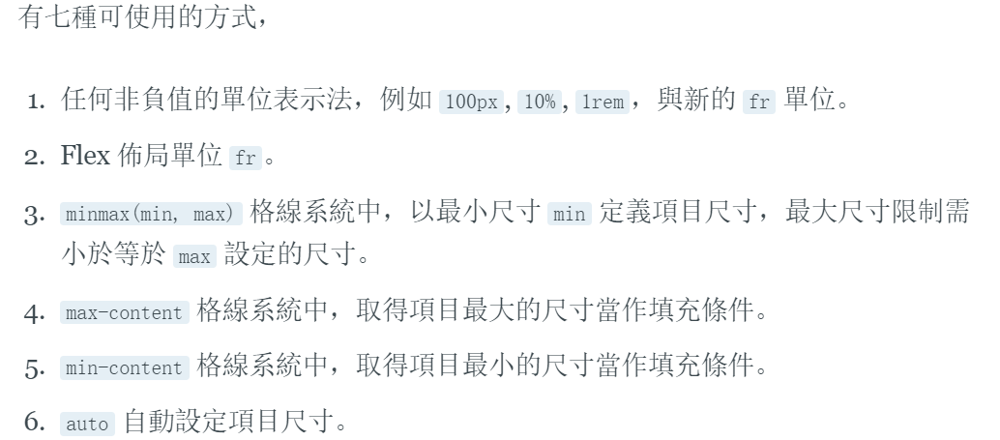 有七種可使用的方式，
1. 任何非負值的單位表示法，例如 100px, 10%, 1rem，與新的 fr 單位。
2. Flex 佈局單位 fr。
3. minmax(min, max) 格線系統中，以最小尺寸 min 定義項目尺寸，最大尺寸限制需
小於等於 max 設定的尺寸。
4. max-content 格線系統中，取得項目最大的尺寸當作填充條件。
5. min-content 格線系統中，取得項目最小的尺寸當作填充條件。
6. auto 自動設定項目尺寸。